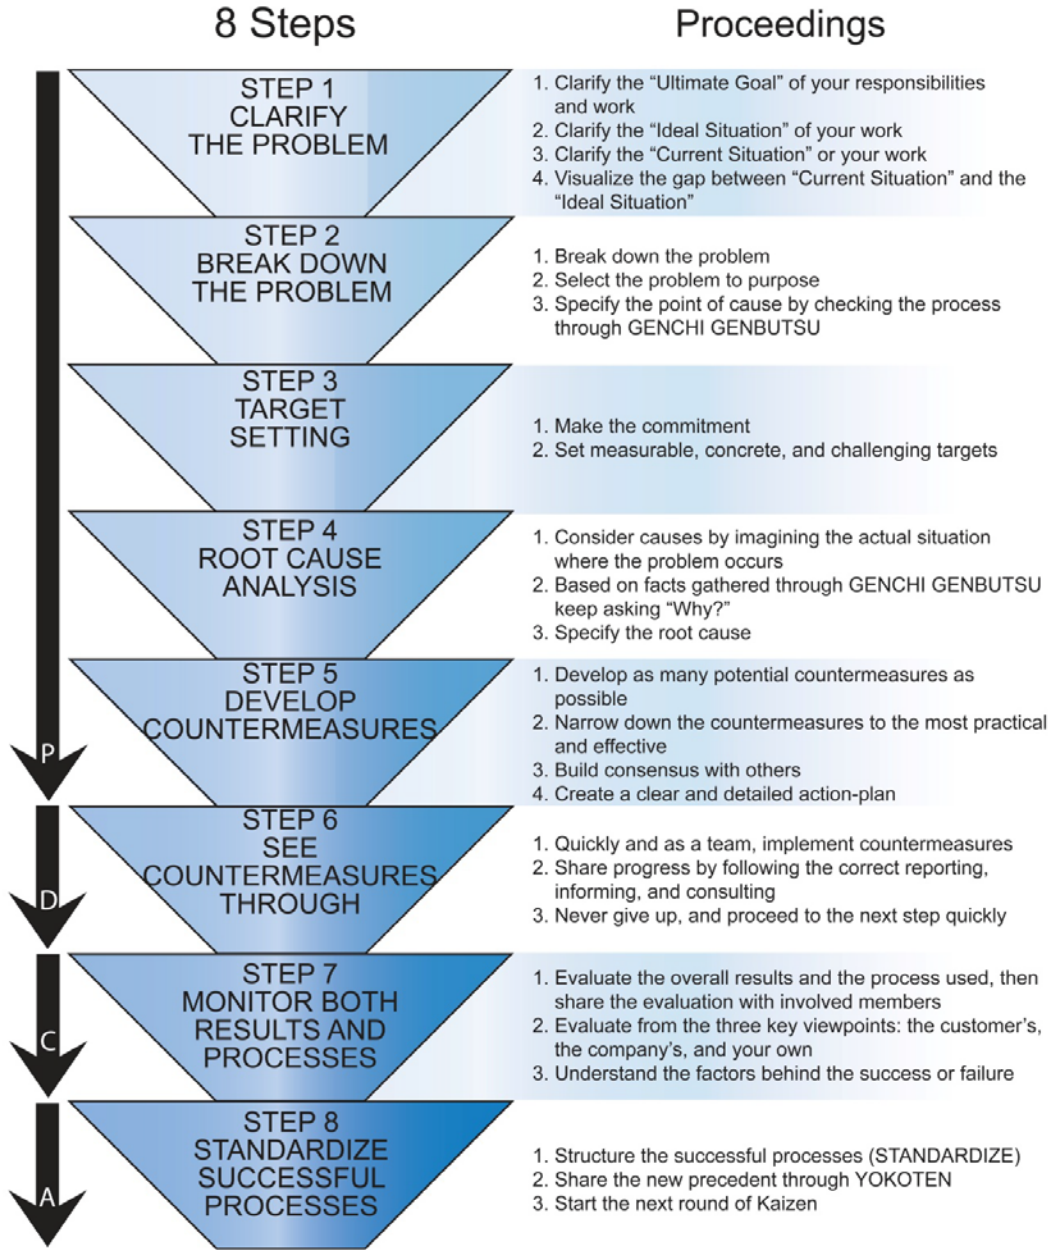 8 Steps
Proceedings
STEP 1
CLARIFY
THE PROBLEM
1. Clarify the “Ultimate Goal” of your responsibilities
and work
2. Clarify the “Ideal Situation” of your work
3. Clarify the “Current Situation” or your work
4. Visualize the gap between “Current Situation” and the
“Ideal Situation”
STEP 2
BREAK DOWN
THE PROBLEM
1. Break down the problem
2. Select the problem to purpose
3. Specify the point of cause by checking the process
through GENCHI GENBUTSU
STEP 3
TARGET
SETTING
1. Make the commitment
2. Set measurable, concrete, and challenging targets
STEP 4
ROOT CAUSE
ANALYSIS
1. Consider causes by imagining the actual situation
where the problem occurs
2. Based on facts gathered through GENCHI GENBUTSU
keep asking “Why?”
3. Specify the root cause
STEP 5
DEVELOP
COUNTERMEASURES
1. Develop as many potential countermeasures as
possible
2. Narrow down the countermeasures to the most practical
and effective
3. Build consensus with others
4. Create a clear and detailed action-plan
P
STEP 6
SEE
COUNTERMEASURES
THROUGH
1. Quickly and as a team, implement countermeasures
2. Share progress by following the correct reporting,
informing, and consulting
3. Never give up, and proceed to the next step quickly
D
STEP 7
MONITOR BOTH
RESULTS AND
PROCESSES
1. Evaluate the overall results and the process used, then
share the evaluation with involved members
2. Evaluate from the three key viewpoints: the customer’s,
the company’s, and your own
3. Understand the factors behind the success or failure
C
STEP 8
STANDARDIZE
SUCCESSFUL
PROCESSES
1. Structure the successful processes (STANDARDIZE)
2. Share the new precedent through YOKOTEN
3. Start the next round of Kaizen
A